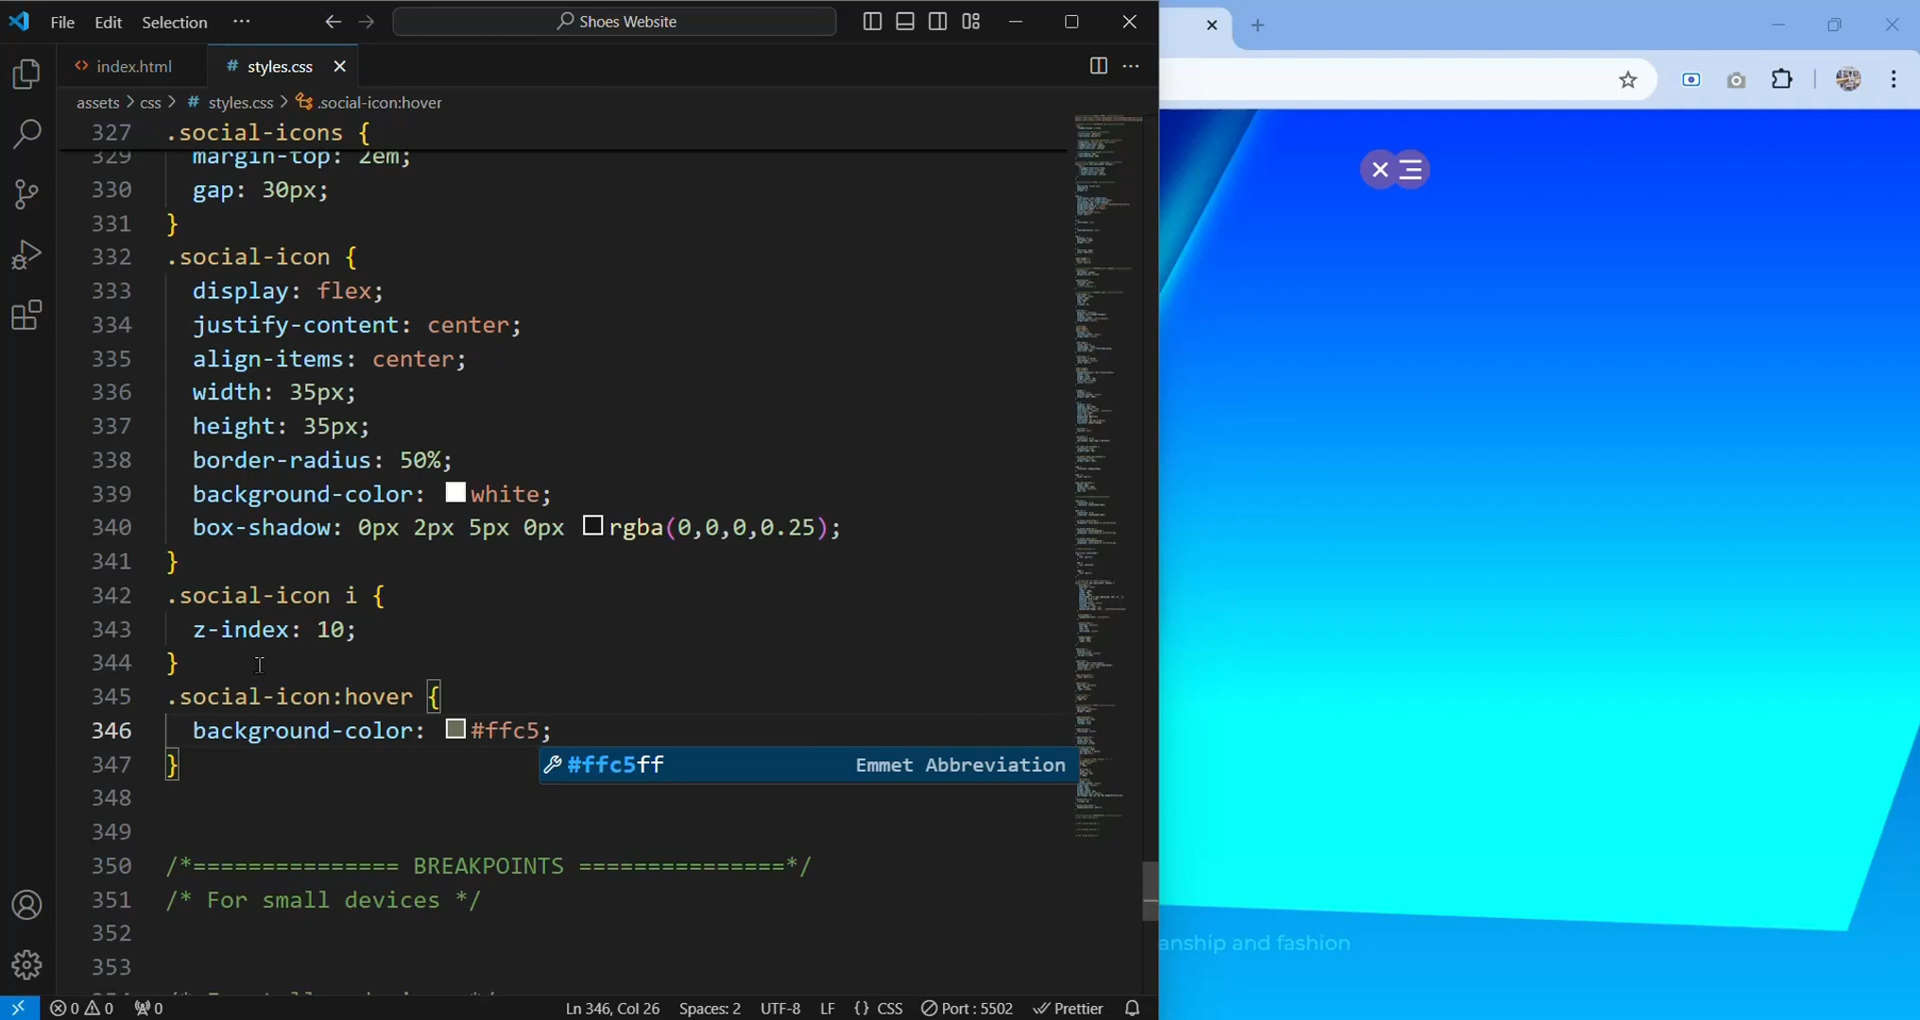 File Edit Selection ··· Shoes Website
index.html styles.css
assets > css > # styles.css > .social-icon:hover
327 .social-icons {
329 margin-top: 2em;
330 gap: 30px;
331 }
332 .social-icon {
333 display: flex;
334 justify-content: center;
335 align-items: center;
336 width: 35px;
337 height: 35px;
338 border-radius: 50%;
339 background-color: white;
340 box-shadow: 0px 2px 5px 0px rgba(0,0,0,0.25);
341 }
342 .social-icon i {
343 z-index: 10;
344 }
345 .social-icon:hover {
346 background-color: #ffc5;
#ffc5ff Emmet Abbreviation
347 }
348
349
350 /*=============== BREAKPOINTS ===============*/
351 /* For small devices */
352
353
anship and fashion
0 0 0 Ln 346, Col 26 Spaces: 2 UTF-8 LF {} CSS Port : 5502 Prettier